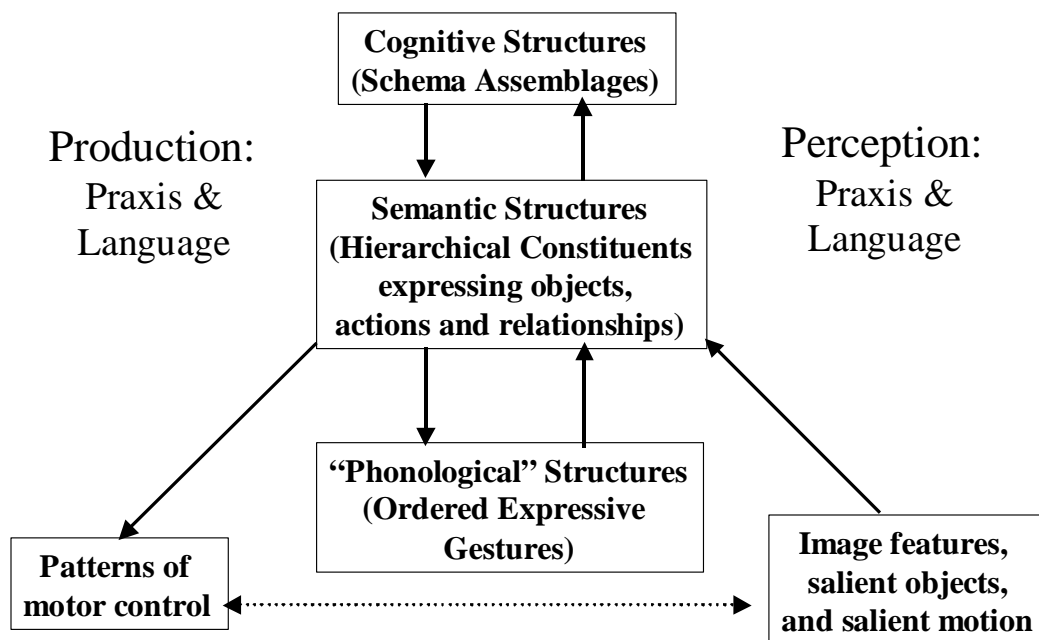 Cognitive Structures
(Schema Assemblages)
Production:
Praxis &
Language
Perception:
Praxis &
Language
Semantic Structures
(Hierarchical Constituents
expressing objects,
actions and relationships)
“Phonological” Structures
(Ordered Expressive
Gestures)
Patterns of
motor control
Image features,
salient objects,
and salient motion